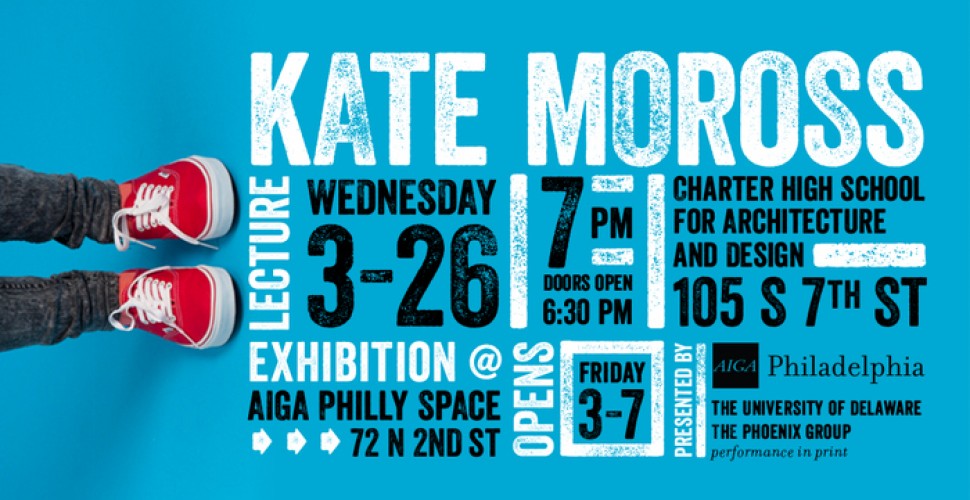 KATE MOROSS
LECTURE
WEDNESDAY
3-26
7 PM
DOORS OPEN
6:30 PM
CHARTER HIGH SCHOOL
FOR ARCHITECTURE
AND DESIGN
105 S 7TH ST
EXHIBITION @
AIGA PHILLY SPACE
72 N 2ND ST
OPENS
FRIDAY
3-7
PRESENTED BY
AIGA Philadelphia
THE UNIVERSITY OF DELAWARE
THE PHOENIX GROUP
performance in print